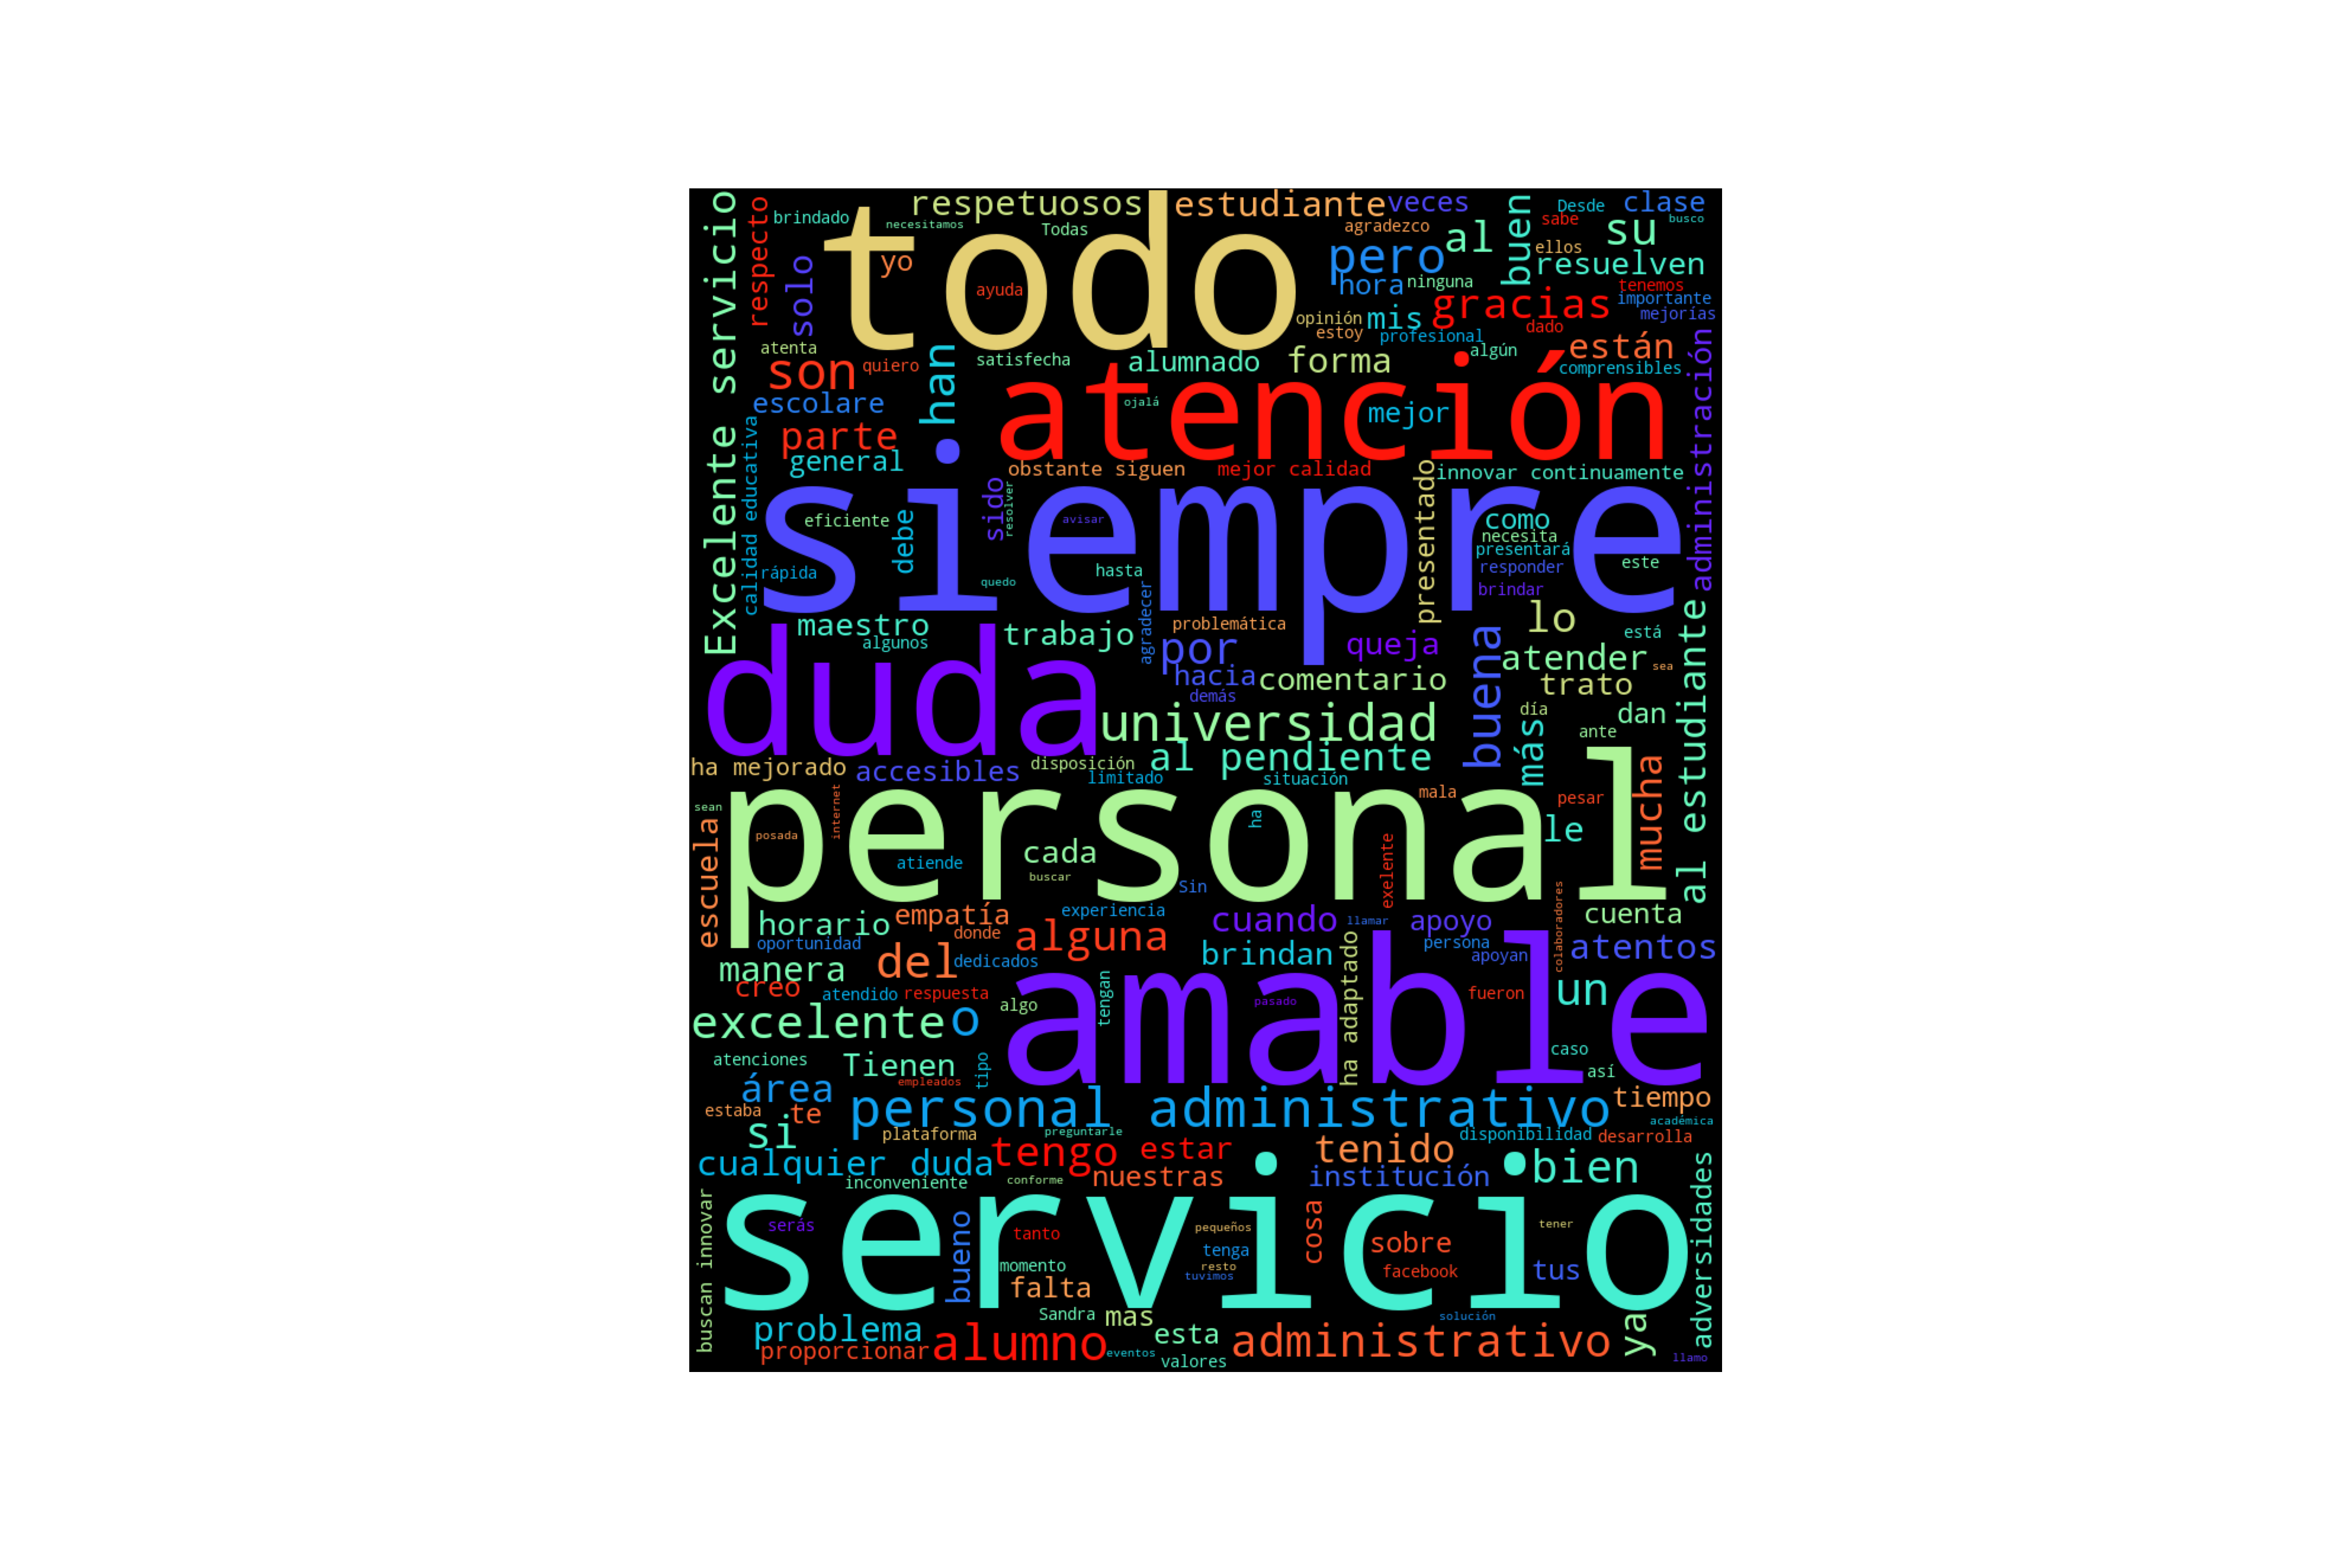 todo
respetuosos
estudiante
veces
Desde
clase
brindado
necesitamos
Todas
agradezco
sabe
busco
Excelente servicio
respecto
solo
yo
ayuda
pero
al
buen
su
ellos
resuelven
hora
ninguna
tenemos
gracias
importante
mejorías
opinión
mis
estoy
profesional
dado
atenta
son
quiero
han
satisfecha
alumnado
forma
algún
están
comprensibles
administración
escolare
ojalá
atención
mejor
parte
general
obstante siguen
mejor calidad
innovar continuamente
calidad educativa
siempre
eficiente
debe
sido
resolver
avisar
presentado
como
necesita
presentará
responder
este
rápida
quedo
hasta
brindar
maestro
algunos
trabajo
agradecer
problemática
por
queja
buena
lo
está
atender
sea
al estudiante
duda
hacia
comentario
trato
demás
universidad
más
día
dan
ante
ha mejorado
accesibles
disposición
al pendiente
limitado
situación
mala
pesar
mucha
sean
internet
escuela
posada
personal
ha
le
cada
atiende
buscar
Sin
exelente
colaboradores
horario
empatía
experiencia
cuando
llamar
apoyo
cuenta
oportunidad
donde
alguna
persona
atentos
del
dedicados
brindan
apoyan
manera
creo
atendido
respuesta
algo
tengan
amable
pasado
ha adaptado
fueron
un
excelente
o
caso
así
atenciones
Tienen
tipo
empleados
área
estaba
te
personal administrativo
tiempo
académica
si
plataforma
preguntarle
disponibilidad
desarrolla
cualquier duda
tengo
estar
tenido
bien
inconveniente
conforme
nuestras
institución
adversidades
buscan innovar
servicio
serás
bueno
tanto
pequeños
cosa
tener
sobre
tenga
momento
resto
tuvimos
facebook
tus
falta
Sandra
mas
solución
ya
problema
alumno
esta
administrativo
proporcionar
eventos
valores
llamo